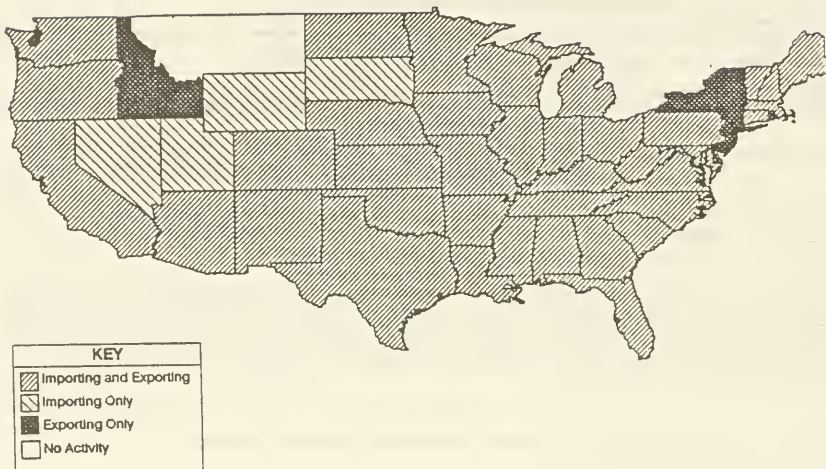 KEY
Importing and Exporting
Importing Only
Exporting Only
No Activity